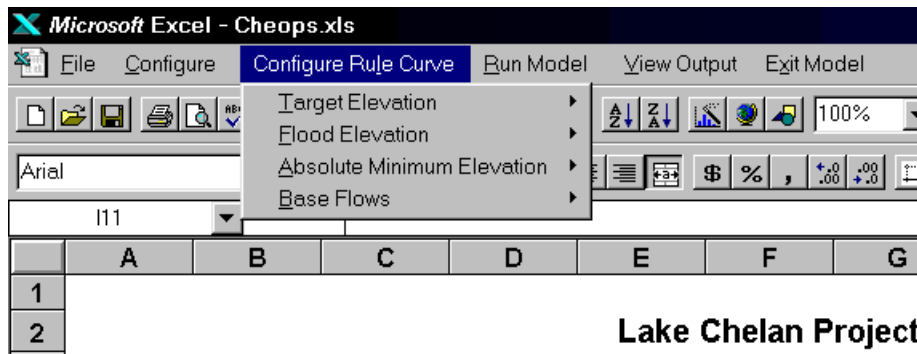 Microsoft Excel - Cheops.xls
File Configure Configure Rule Curve Run Model View Output Exit Model
Target Elevation
Flood Elevation
Absolute Minimum Elevation
Base Flows
100%
Arial
$ % ,
I11
A B C D E F G
1
2 Lake Chelan Project